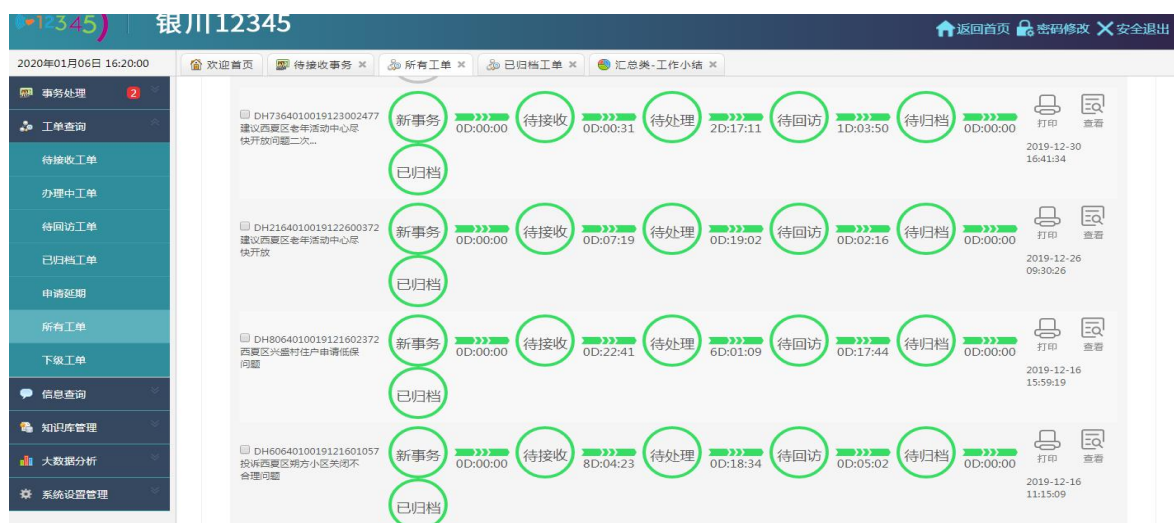 12345)
银川12345
返回首页 密码修改 安全退出
2020年01月06日 16:20:00
欢迎首页 待接收事务 × 所有工单 × 已归档工单 × 汇总类-工作小结 ×
事务处理 2
工单查询
待接收工单
办理中工单
待回访工单
已归档工单
申请延期
所有工单
下级工单
信息查询
知识库管理
大数据分析
系统设置管理
DH7364010019123002477
建议西夏区老年活动中心尽
快开放问题二次...
新事务 0D:00:00 待接收 0D:00:31 待处理 2D:17:11 待回访 1D:03:50 待归档 0D:00:00
已归档
打印 查看
2019-12-30
16:41:34
DH2164010019122600372
建议西夏区老年活动中心尽
快开放
新事务 0D:00:00 待接收 0D:07:19 待处理 0D:19:02 待回访 0D:02:16 待归档 0D:00:00
已归档
打印 查看
2019-12-26
09:30:26
DH8064010019121602372
西夏区兴盛村住户申请低保
问题
新事务 0D:00:00 待接收 0D:22:41 待处理 6D:01:09 待回访 0D:17:44 待归档 0D:00:00
已归档
打印 查看
2019-12-16
15:59:19
DH6064010019121601057
投诉西夏区朔方小区关闭不
合理问题
新事务 0D:00:00 待接收 8D:04:23 待处理 0D:18:34 待回访 0D:05:02 待归档 0D:00:00
已归档
打印 查看
2019-12-16
11:15:09